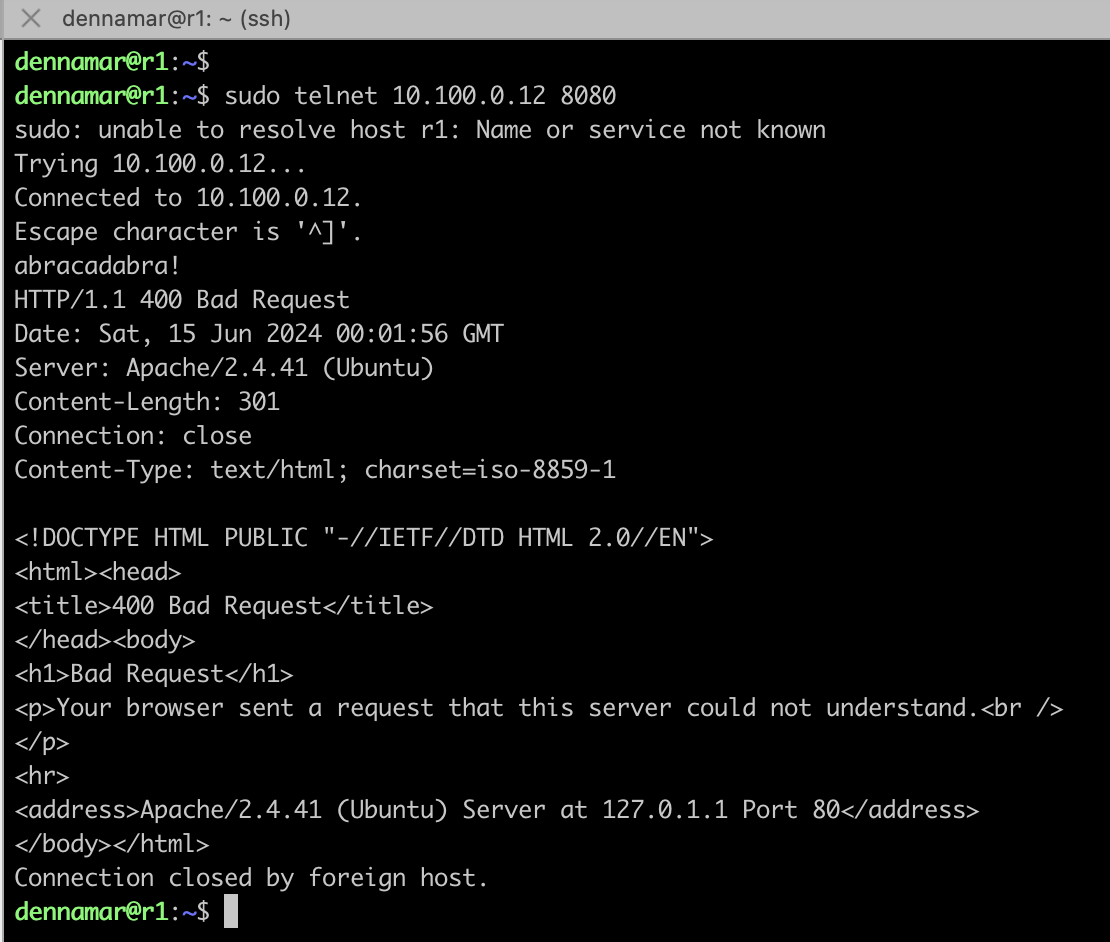 dennamar@r1: ~ (ssh)
dennamar@r1:~$
dennamar@r1:~$ sudo telnet 10.100.0.12 8080
sudo: unable to resolve host r1: Name or service not known
Trying 10.100.0.12...
Connected to 10.100.0.12.
Escape character is '^]'.
abracadabra!
HTTP/1.1 400 Bad Request
Date: Sat, 15 Jun 2024 00:01:56 GMT
Server: Apache/2.4.41 (Ubuntu)
Content-Length: 301
Connection: close
Content-Type: text/html; charset=iso-8859-1

<!DOCTYPE HTML PUBLIC "-//IETF//DTD HTML 2.0//EN">
<html><head>
<title>400 Bad Request</title>
</head><body>
<h1>Bad Request</h1>
<p>Your browser sent a request that this server could not understand.<br />
</p>
<hr>
<address>Apache/2.4.41 (Ubuntu) Server at 127.0.1.1 Port 80</address>
</body></html>
Connection closed by foreign host.
dennamar@r1:~$